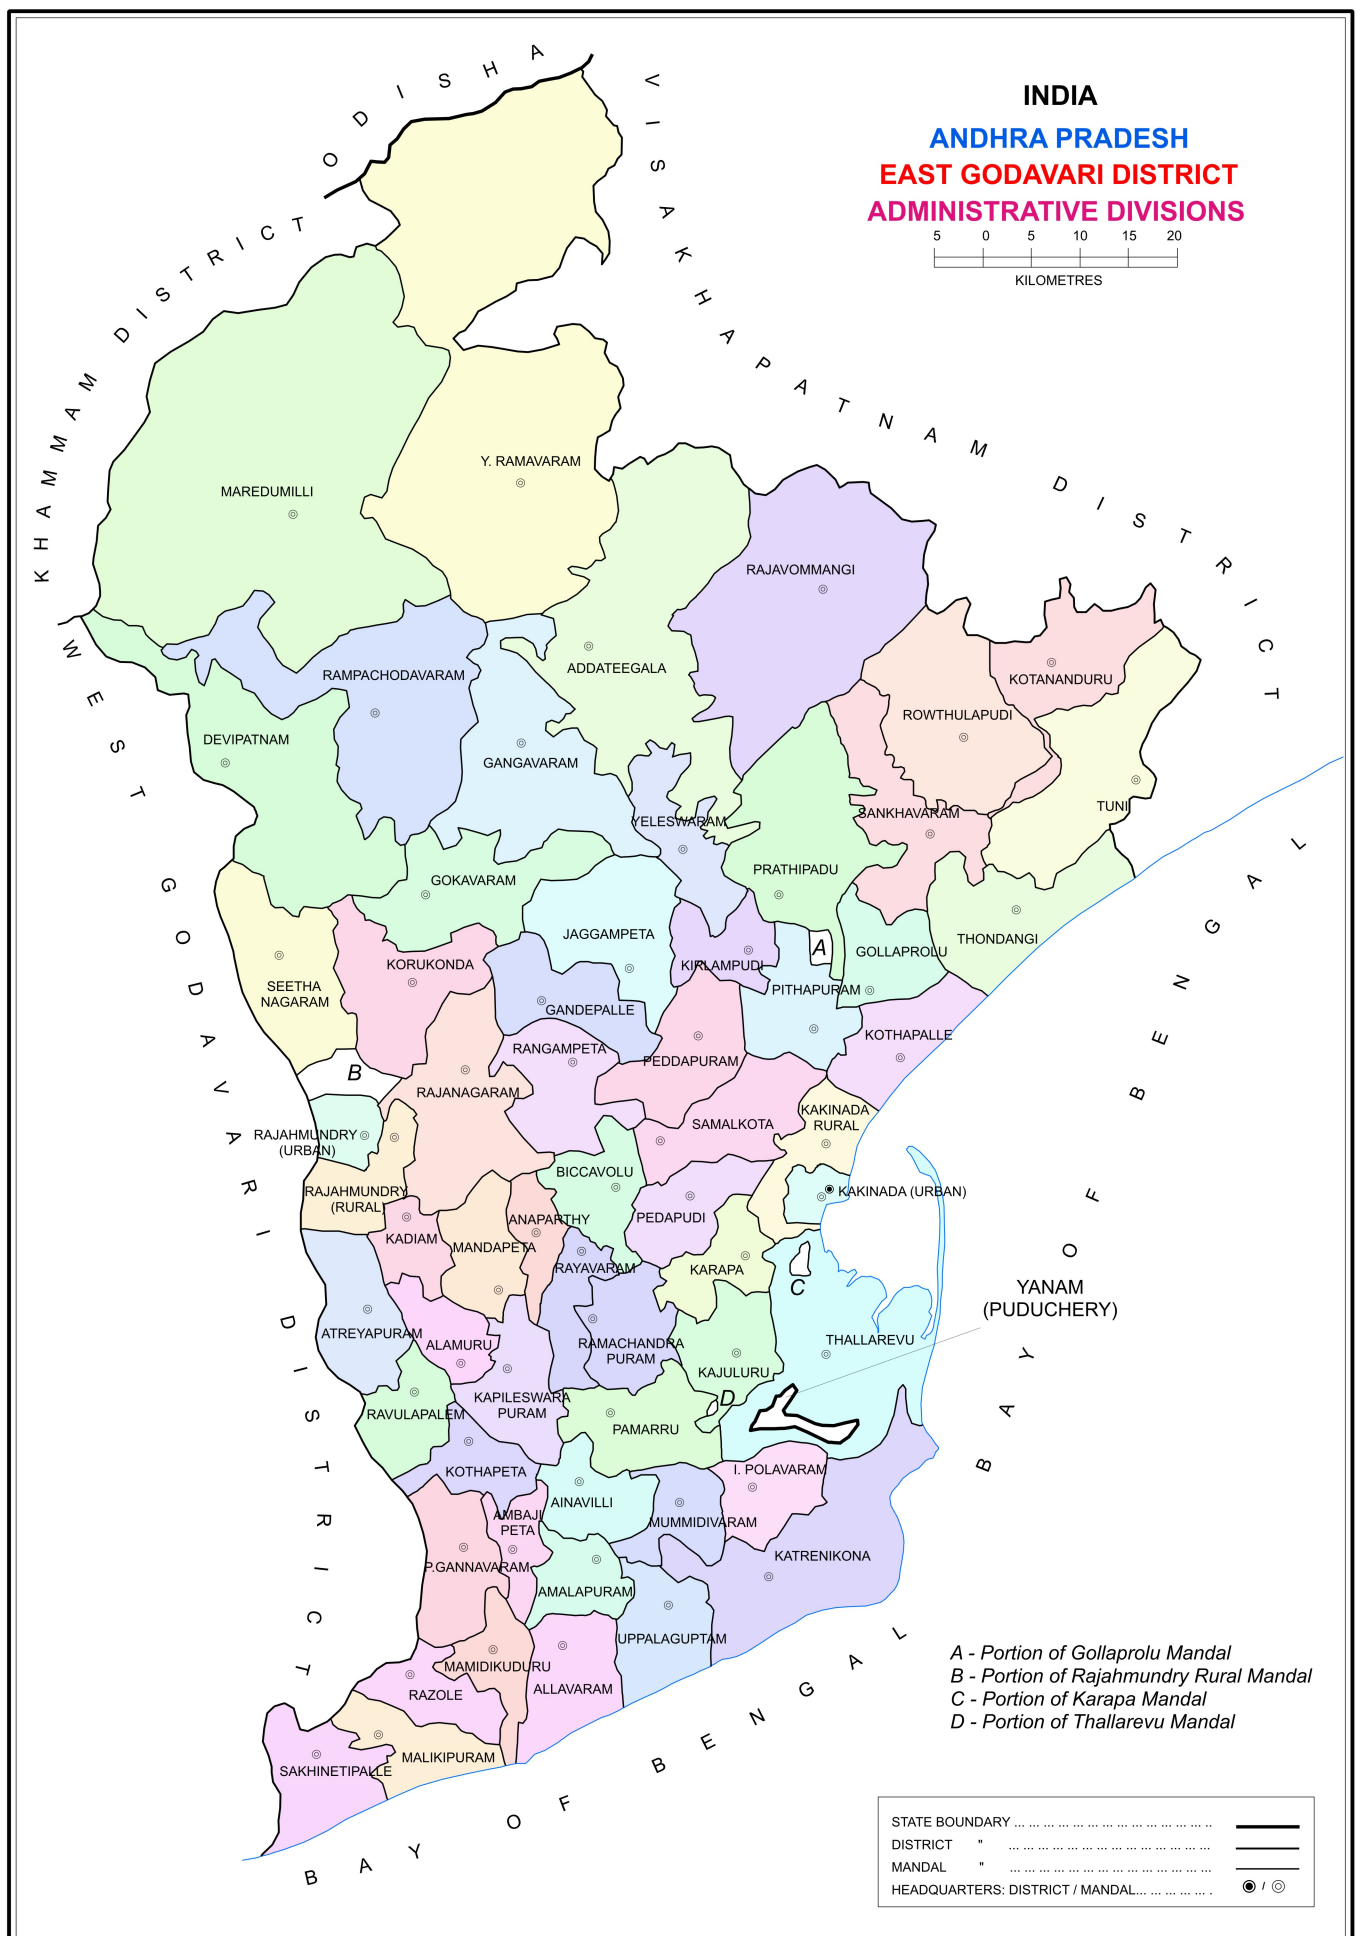 INDIA
ANDHRA PRADESH
EAST GODAVARI DISTRICT
ADMINISTRATIVE DIVISIONS
5 0 5 10 15 20
KILOMETRES
ODISHA
VISAKHAPATNAM DISTRICT
KHAMMAM DISTRICT
WEST GODAVARI DISTRICT
BAY OF BENGAL
BAY OF BENGAL
MAREDUMILLI
Y. RAMAVARAM
RAJAVOMMANGI
ADDATEEGALA
RAMPACHODAVARAM
KOTANANDURU
ROWTHULAPUDI
DEVIPATNAM
GANGAVARAM
TUNI
SANKHAVARAM
YELESWARAM
PRATHIPADU
GOKAVARAM
JAGGAMPETA
THONDANGI
A
GOLLAPROLU
KORUKONDA
KIRLAMPUDI
SEETHA
NAGARAM
PITHAPURAM
GANDEPALLE
KOTHAPALLE
RANGAMPETA
PEDDAPURAM
B
RAJANAGARAM
KAKINADA
RURAL
SAMALKOTA
RAJAHMUNDRY
(URBAN)
BICCAVOLU
RAJAHMUNDRY
(RURAL)
KAKINADA (URBAN)
ANAPARTHY
PEDAPUDI
KADIAM
MANDAPETA
RAYAVARAM
KARAPA
C
YANAM
(PUDUCHERY)
ATREYAPURAM
ALAMURU
RAMACHANDRA
PURAM
THALLAREVU
KAJULURU
KAPILESWARA
PURAM
D
RAVULAPALEM
PAMARRU
KOTHAPETA
I. POLAVARAM
AINAVILLI
AMBAJI
PETA
MUMMIDIVARAM
KATRENIKONA
P.GANNAVARAM
AMALAPURAM
UPPALAGUPTAM
MAMIDIKUDURU
RAZOLE
ALLAVARAM
MALIKIPURAM
SAKHINETIPALLE
A - Portion of Gollaprolu Mandal
B - Portion of Rajahmundry Rural Mandal
C - Portion of Karapa Mandal
D - Portion of Thallarevu Mandal
STATE BOUNDARY ... ... ... ... ... ... ... ... ... ... ... ... ... ..
DISTRICT " ... ... ... ... ... ... ... ... ... ... ... ... ... ...
MANDAL " ... ... ... ... ... ... ... ... ... ... ... ... ... ...
HEADQUARTERS: DISTRICT / MANDAL... ... ... ... ... . /